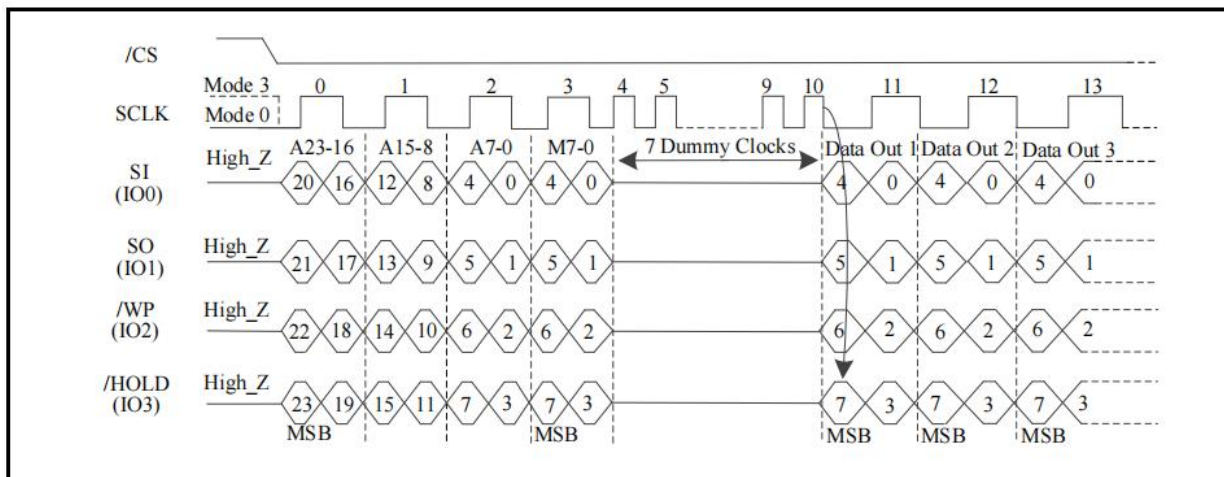 /CS
Mode 3 0 1 2 3 4 5 9 10 11 12 13
SCLK Mode 0
A23-16 A15-8 A7-0 M7-0 7 Dummy Clocks Data Out 1 Data Out 2 Data Out 3
SI High_Z 20 16 12 8 4 0 4 0 4 0 4 0 4 0
(IO0)
SO High_Z 21 17 13 9 5 1 5 1 5 1 5 1 5 1
(IO1)
/WP High_Z 22 18 14 10 6 2 6 2 6 2 6 2 6 2
(IO2)
/HOLD High_Z 23 19 15 11 7 3 7 3 7 3 7 3 7 3
(IO3)
MSB MSB MSB MSB MSB